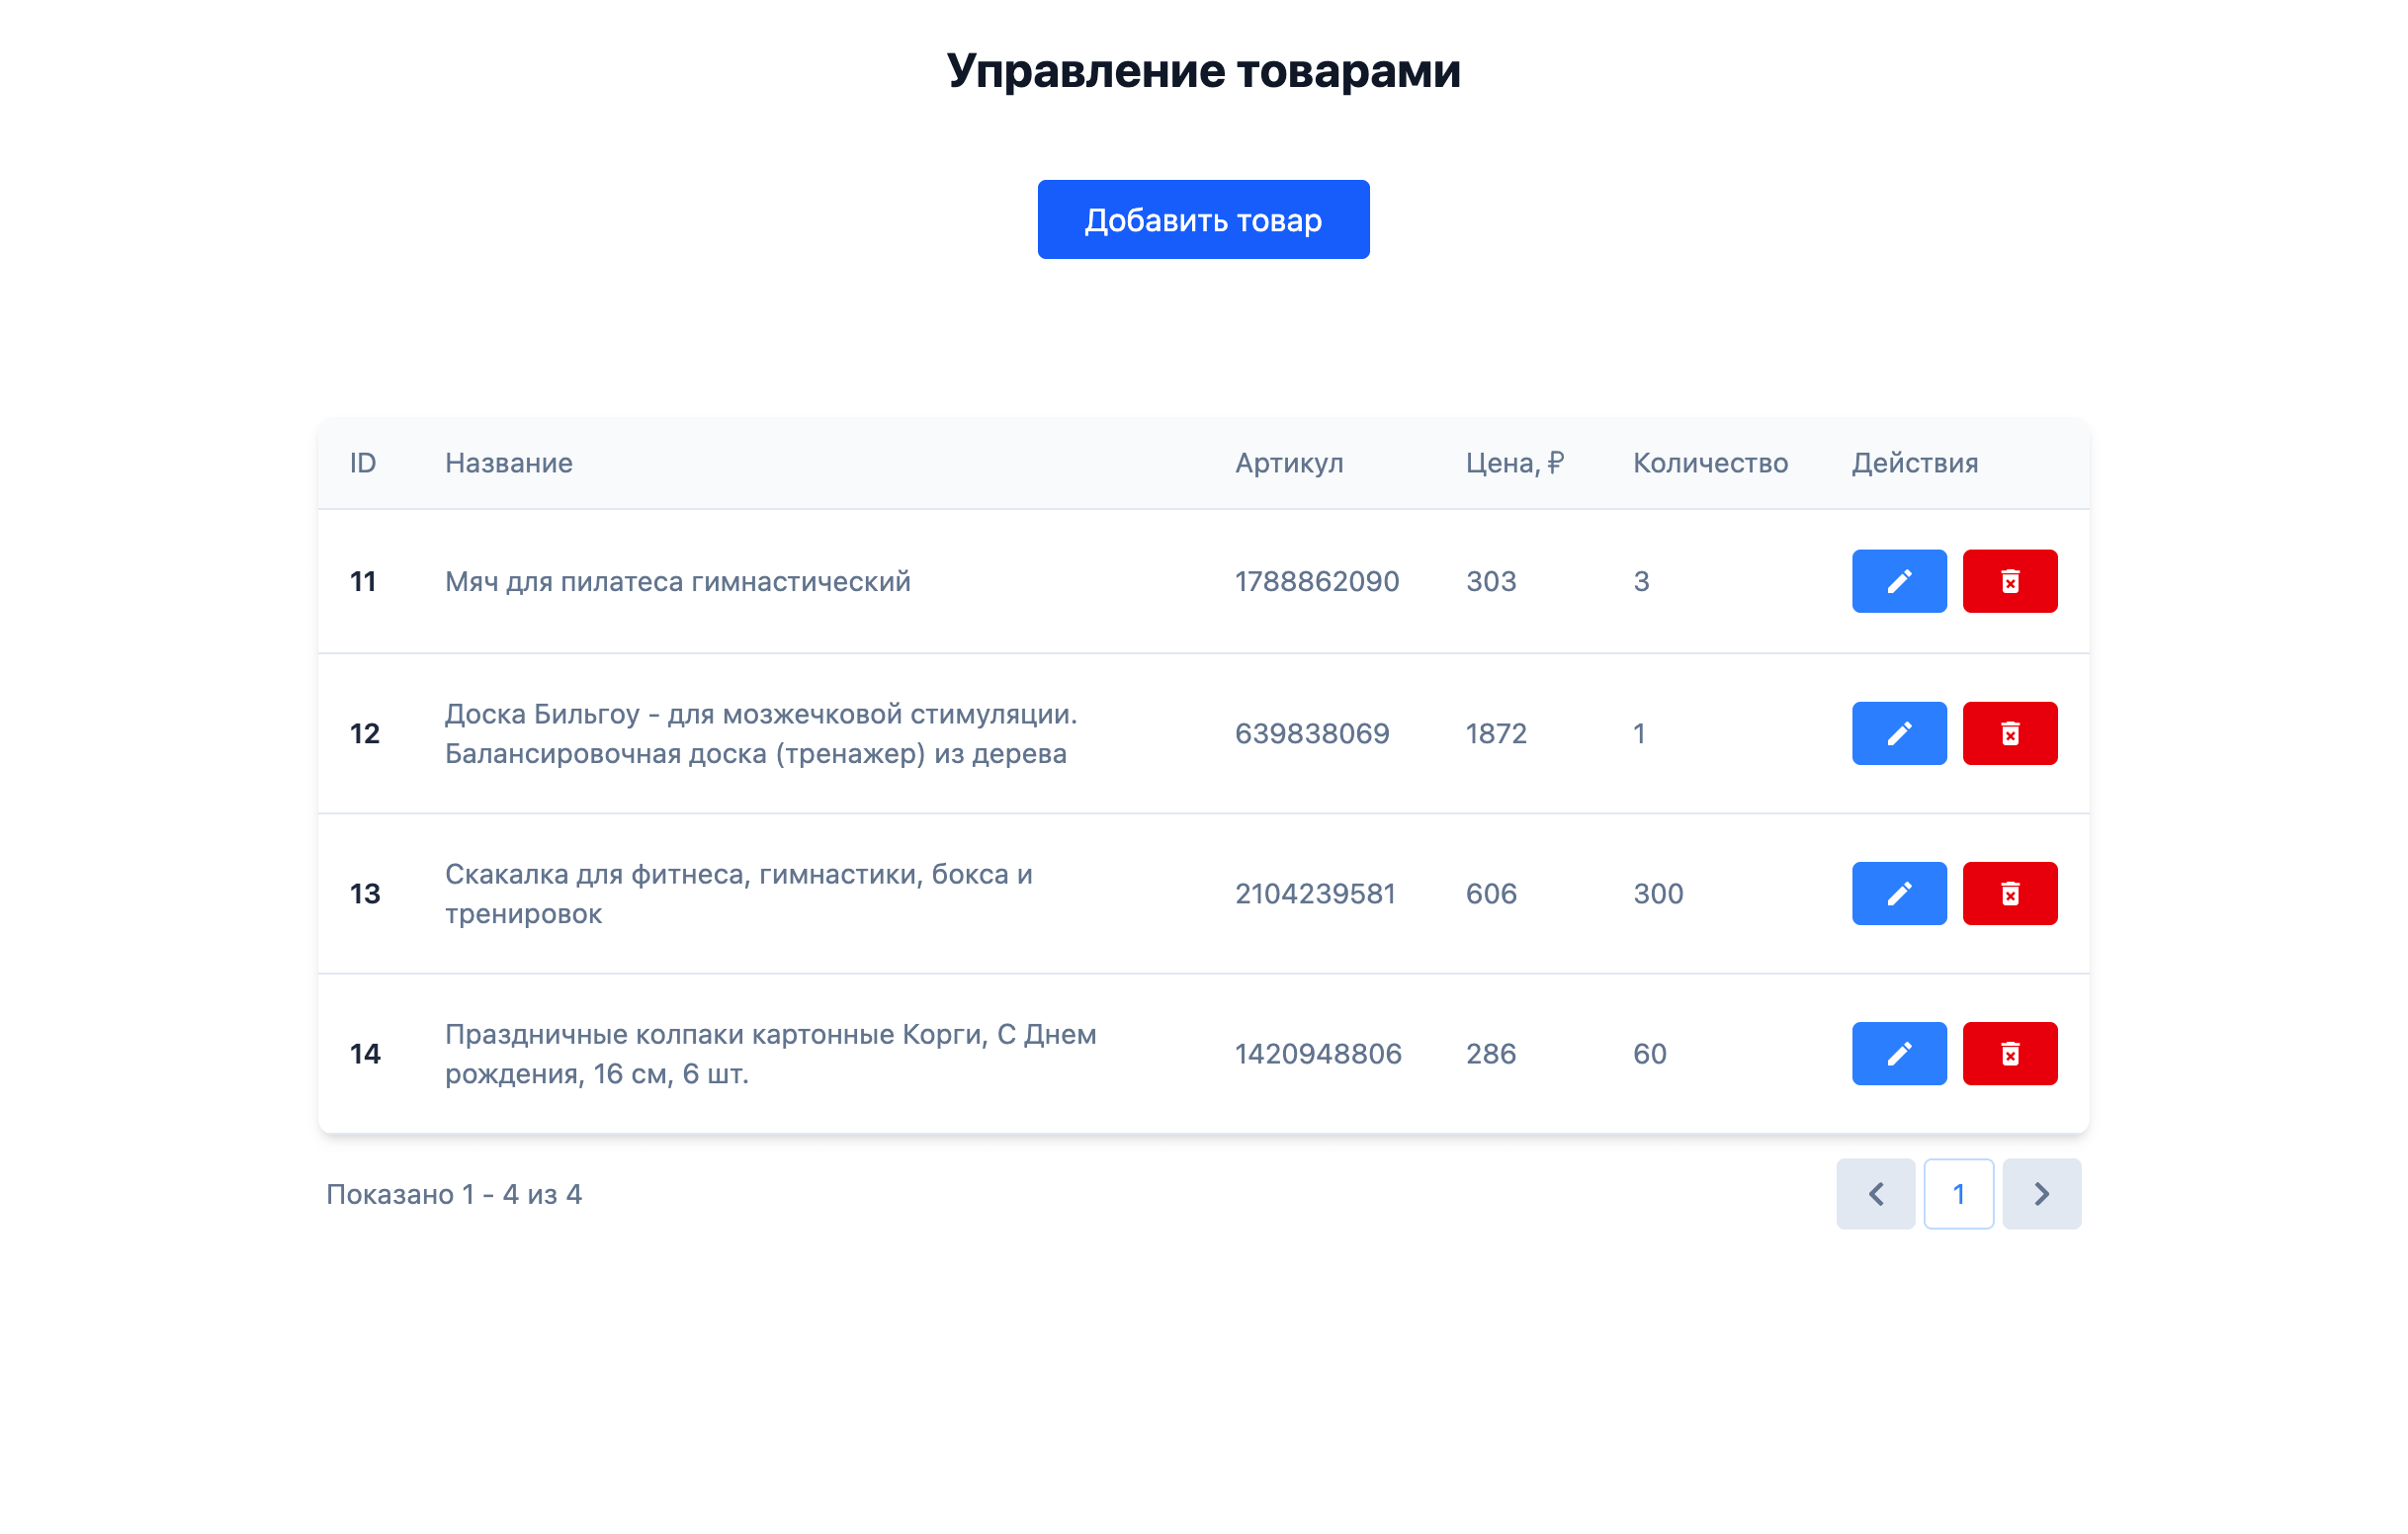 Управление товарами
Добавить товар
ID Название Артикул Цена, ₽ Количество Действия
11 Мяч для пилатеса гимнастический 1788862090 303 3
12 Доска Бильгоу - для мозжечковой стимуляции.
Балансировочная доска (тренажер) из дерева 639838069 1872 1
13 Скакалка для фитнеса, гимнастики, бокса и
тренировок 2104239581 606 300
14 Праздничные колпаки картонные Корги, С Днем
рождения, 16 см, 6 шт. 1420948806 286 60
Показано 1 - 4 из 4 1